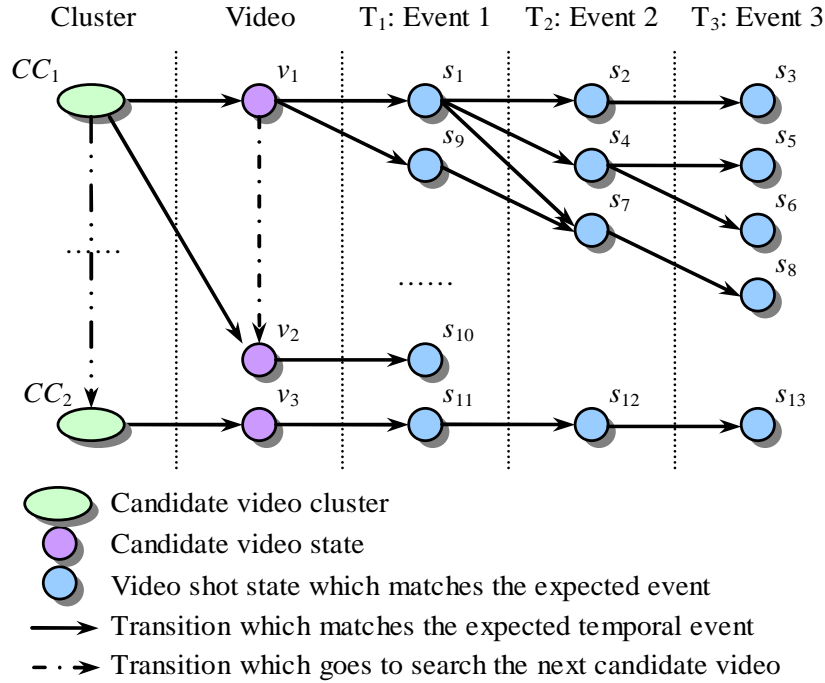 Cluster Video T₁: Event 1 T₂: Event 2 T₃: Event 3
CC₁ v₁ s₁ s₂ s₃
s₉ s₄ s₅
s₇ s₆
s₈
......... ......
v₂ s₁₀
CC₂ v₃ s₁₁ s₁₂ s₁₃
Candidate video cluster
Candidate video state
Video shot state which matches the expected event
Transition which matches the expected temporal event
Transition which goes to search the next candidate video